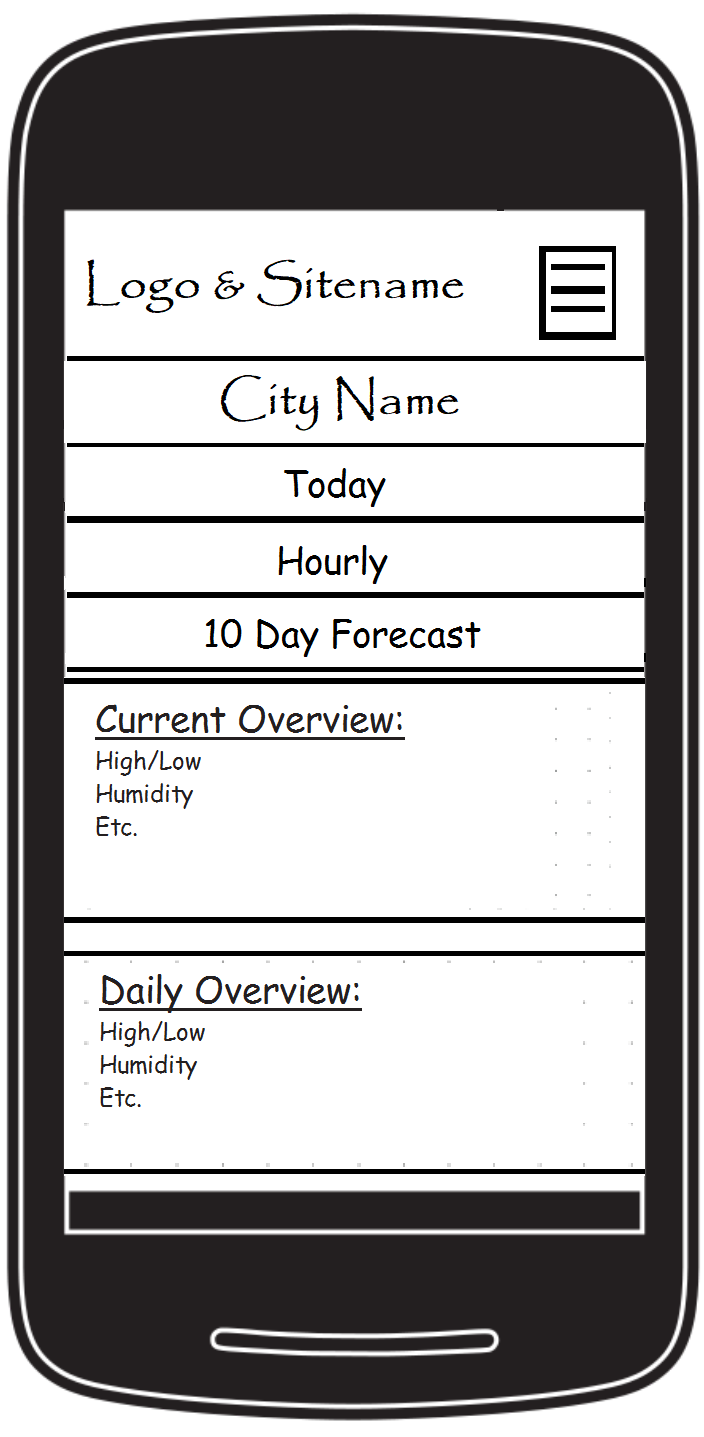 Logo & Sitename
City Name
Today
Hourly
10 Day Forecast
Current Overview:
High/Low
Humidity
Etc.
Daily Overview:
High/Low
Humidity
Etc.